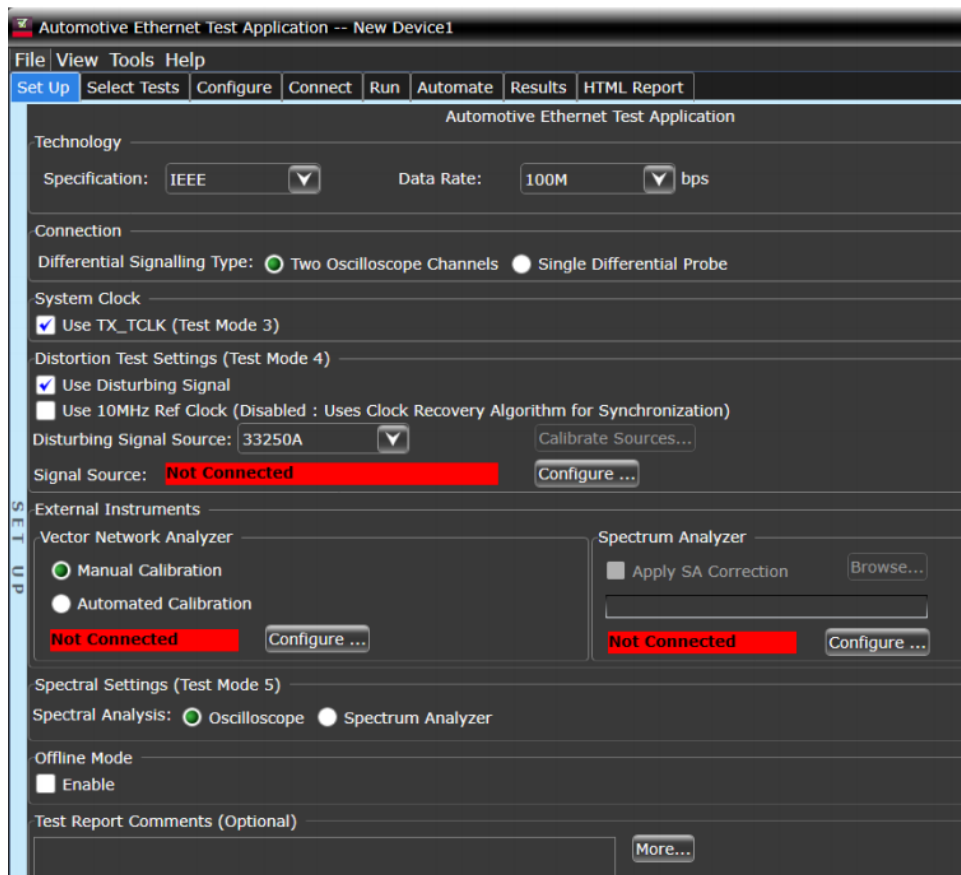 Automotive Ethernet Test Application -- New Device1
File View Tools Help
Set Up Select Tests Configure Connect Run Automate Results HTML Report
Automotive Ethernet Test Application
Technology
Specification: IEEE Data Rate: 100M bps
Connection
Differential Signalling Type: Two Oscilloscope Channels Single Differential Probe
System Clock
Use TX_TCLK (Test Mode 3)
Distortion Test Settings (Test Mode 4)
Use Disturbing Signal
Use 10MHz Ref Clock (Disabled : Uses Clock Recovery Algorithm for Synchronization)
Disturbing Signal Source: 33250A Calibrate Sources...
Signal Source: Not Connected Configure ...
SET UP
External Instruments
Vector Network Analyzer Spectrum Analyzer
Manual Calibration Apply SA Correction Browse...
Automated Calibration
Not Connected Configure ... Not Connected Configure ...
Spectral Settings (Test Mode 5)
Spectral Analysis: Oscilloscope Spectrum Analyzer
Offline Mode
Enable
Test Report Comments (Optional)
More...